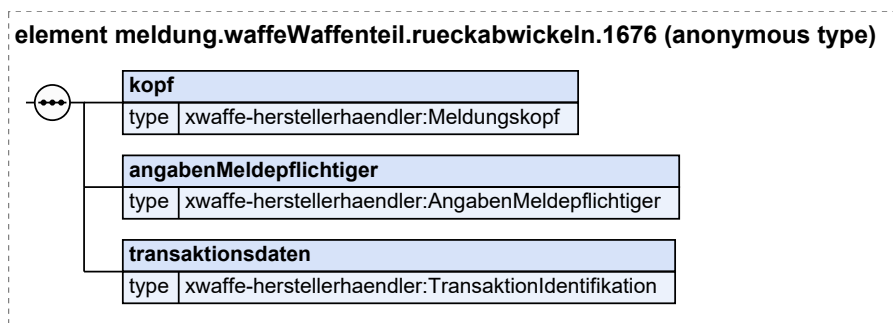 element meldung.waffeWaffenteil.rueckabwickeln.1676 (anonymous type)
kopf
type xwaffe-herstellerhaendler:Meldungskopf
angabenMeldepflichtiger
type xwaffe-herstellerhaendler:AngabenMeldepflichtiger
transaktionsdaten
type xwaffe-herstellerhaendler:TransaktionIdentifikation